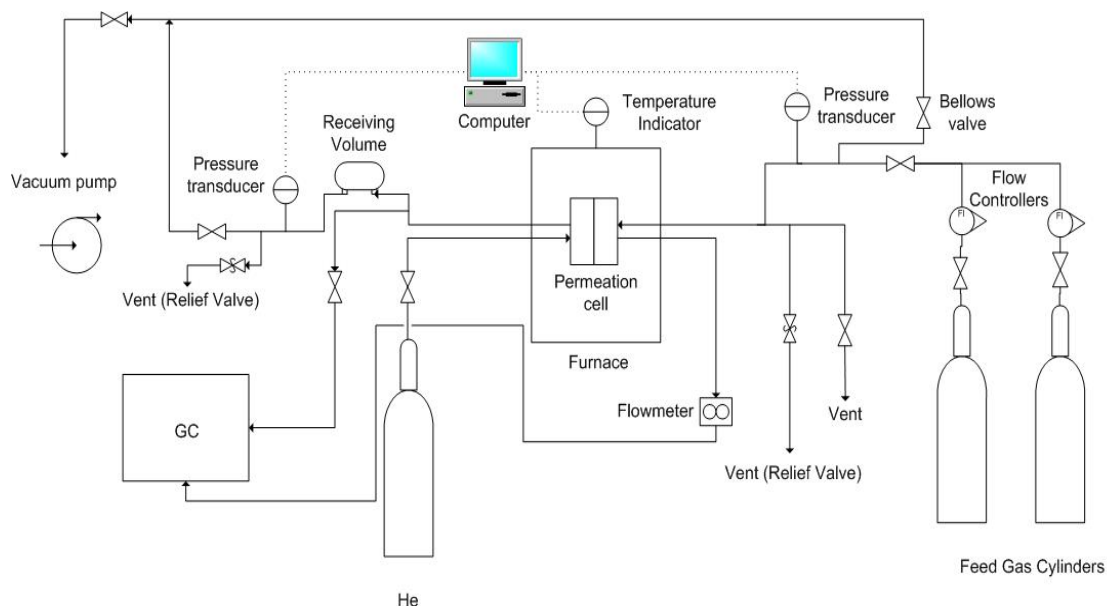 Computer
Temperature
Indicator
Pressure
transducer
Bellows
valve
Receiving
Volume
Pressure
transducer
Vacuum pump
Flow
Controllers
FI
FI
Permeation
cell
Vent (Relief Valve)
Furnace
Flowmeter
Vent
GC
Vent (Relief Valve)
Feed Gas Cylinders
He